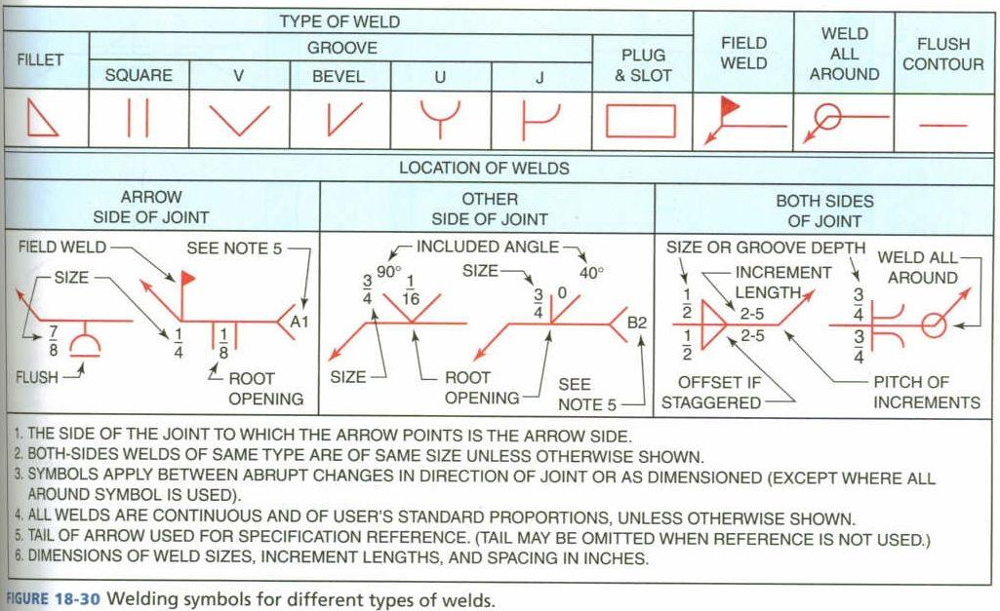 TYPE OF WELD
FILLET
GROOVE
SQUARE
V
BEVEL
U
J
PLUG
& SLOT
FIELD
WELD
WELD
ALL
AROUND
FLUSH
CONTOUR
LOCATION OF WELDS
ARROW
SIDE OF JOINT
OTHER
SIDE OF JOINT
BOTH SIDES
OF JOINT
FIELD WELD
SEE NOTE 5
SIZE
7/8
FLUSH
1/4
1/8
A1
ROOT
OPENING
INCLUDED ANGLE
90°
3/4
1/16
SIZE
3/4
0
40°
B2
SIZE
ROOT
OPENING
SEE
NOTE 5
SIZE OR GROOVE DEPTH
INCREMENT
LENGTH
WELD ALL
AROUND
1/2
2-5
1/2
2-5
3/4
3/4
OFFSET IF
STAGGERED
PITCH OF
INCREMENTS
1. THE SIDE OF THE JOINT TO WHICH THE ARROW POINTS IS THE ARROW SIDE.
2. BOTH-SIDES WELDS OF SAME TYPE ARE OF SAME SIZE UNLESS OTHERWISE SHOWN.
3. SYMBOLS APPLY BETWEEN ABRUPT CHANGES IN DIRECTION OF JOINT OR AS DIMENSIONED (EXCEPT WHERE ALL
AROUND SYMBOL IS USED).
4. ALL WELDS ARE CONTINUOUS AND OF USER'S STANDARD PROPORTIONS, UNLESS OTHERWISE SHOWN.
5. TAIL OF ARROW USED FOR SPECIFICATION REFERENCE. (TAIL MAY BE OMITTED WHEN REFERENCE IS NOT USED.)
6. DIMENSIONS OF WELD SIZES, INCREMENT LENGTHS, AND SPACING IN INCHES.
FIGURE 18-30 Welding symbols for different types of welds.